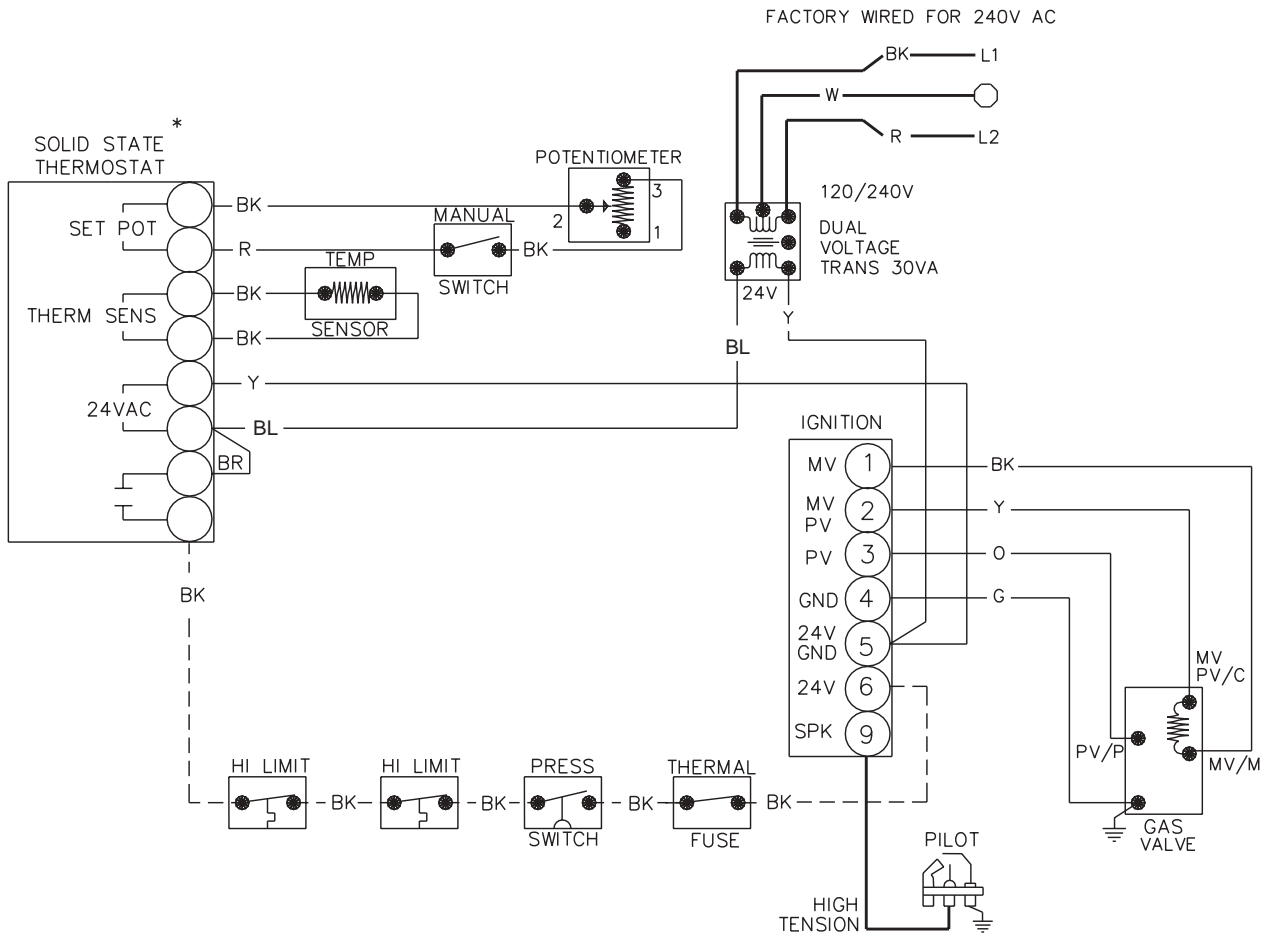 FACTORY WIRED FOR 240V AC
BK
L1
W
R
L2
*
SOLID STATE
THERMOSTAT
POTENTIOMETER
3
2
1
120/240V
DUAL
VOLTAGE
TRANS 30VA
24V
SET POT
BK
R
MANUAL
SWITCH
BK
TEMP
SENSOR
THERM SENS
BK
BK
Y
BL
24VAC
Y
BL
BR
IGNITION
MV 1
MV
PV
2
PV 3
GND 4
24V
GND
5
24V 6
SPK 9
BK
Y
O
G
MV
PV/C
PV/P
MV/M
GAS
VALVE
BK
HI LIMIT
BK
HI LIMIT
BK
PRESS
SWITCH
BK
THERMAL
FUSE
BK
PILOT
HIGH
TENSION